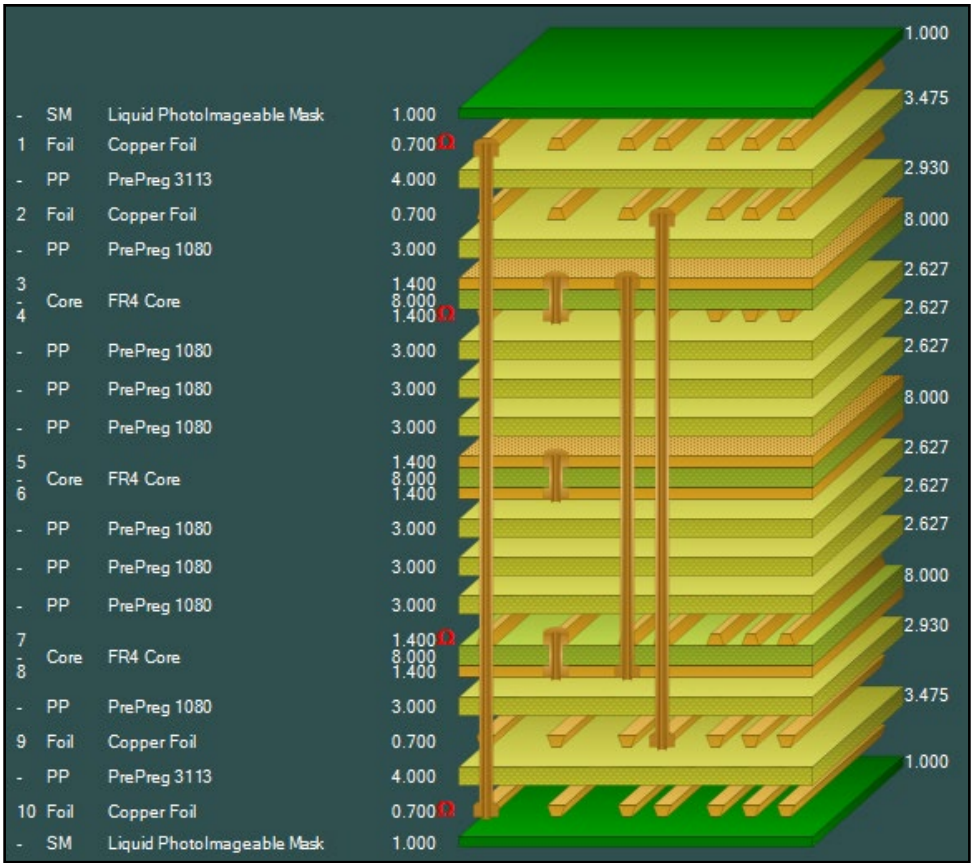 1.000
- SM Liquid PhotoImageable Mask 1.000
3.475
1 Foil Copper Foil 0.700Ω
- PP PrePreg 3113 4.000
2.930
2 Foil Copper Foil 0.700
8.000
- PP PrePreg 1080 3.000
2.627
3 1.400
- Core FR4 Core 8.000
4 1.400Ω
2.627
- PP PrePreg 1080 3.000
2.627
- PP PrePreg 1080 3.000
8.000
- PP PrePreg 1080 3.000
2.627
5 1.400
- Core FR4 Core 8.000
6 1.400
2.627
- PP PrePreg 1080 3.000
2.627
- PP PrePreg 1080 3.000
8.000
- PP PrePreg 1080 3.000
2.930
7 1.400Ω
- Core FR4 Core 8.000
8 1.400
3.475
- PP PrePreg 1080 3.000
9 Foil Copper Foil 0.700
1.000
- PP PrePreg 3113 4.000
10 Foil Copper Foil 0.700Ω
- SM Liquid PhotoImageable Mask 1.000